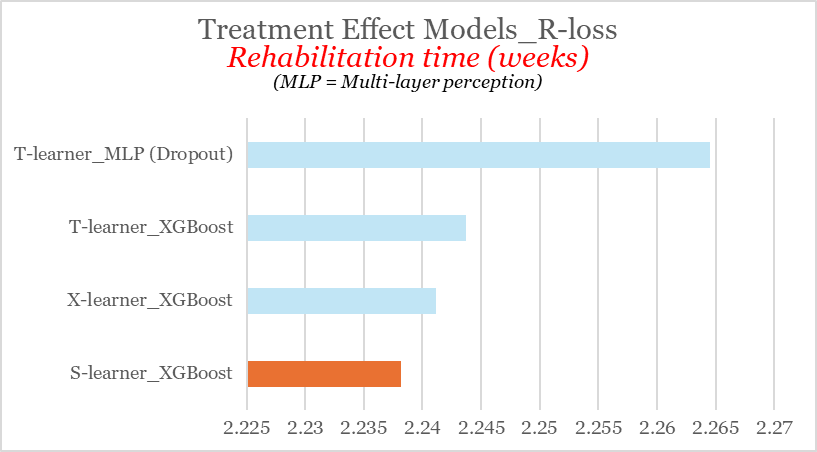 Treatment Effect Models_R-loss
Rehabilitation time (weeks)
(MLP = Multi-layer perception)
T-learner_MLP (Dropout)
T-learner_XGBoost
X-learner_XGBoost
S-learner_XGBoost
2.225 2.23 2.235 2.24 2.245 2.25 2.255 2.26 2.265 2.27